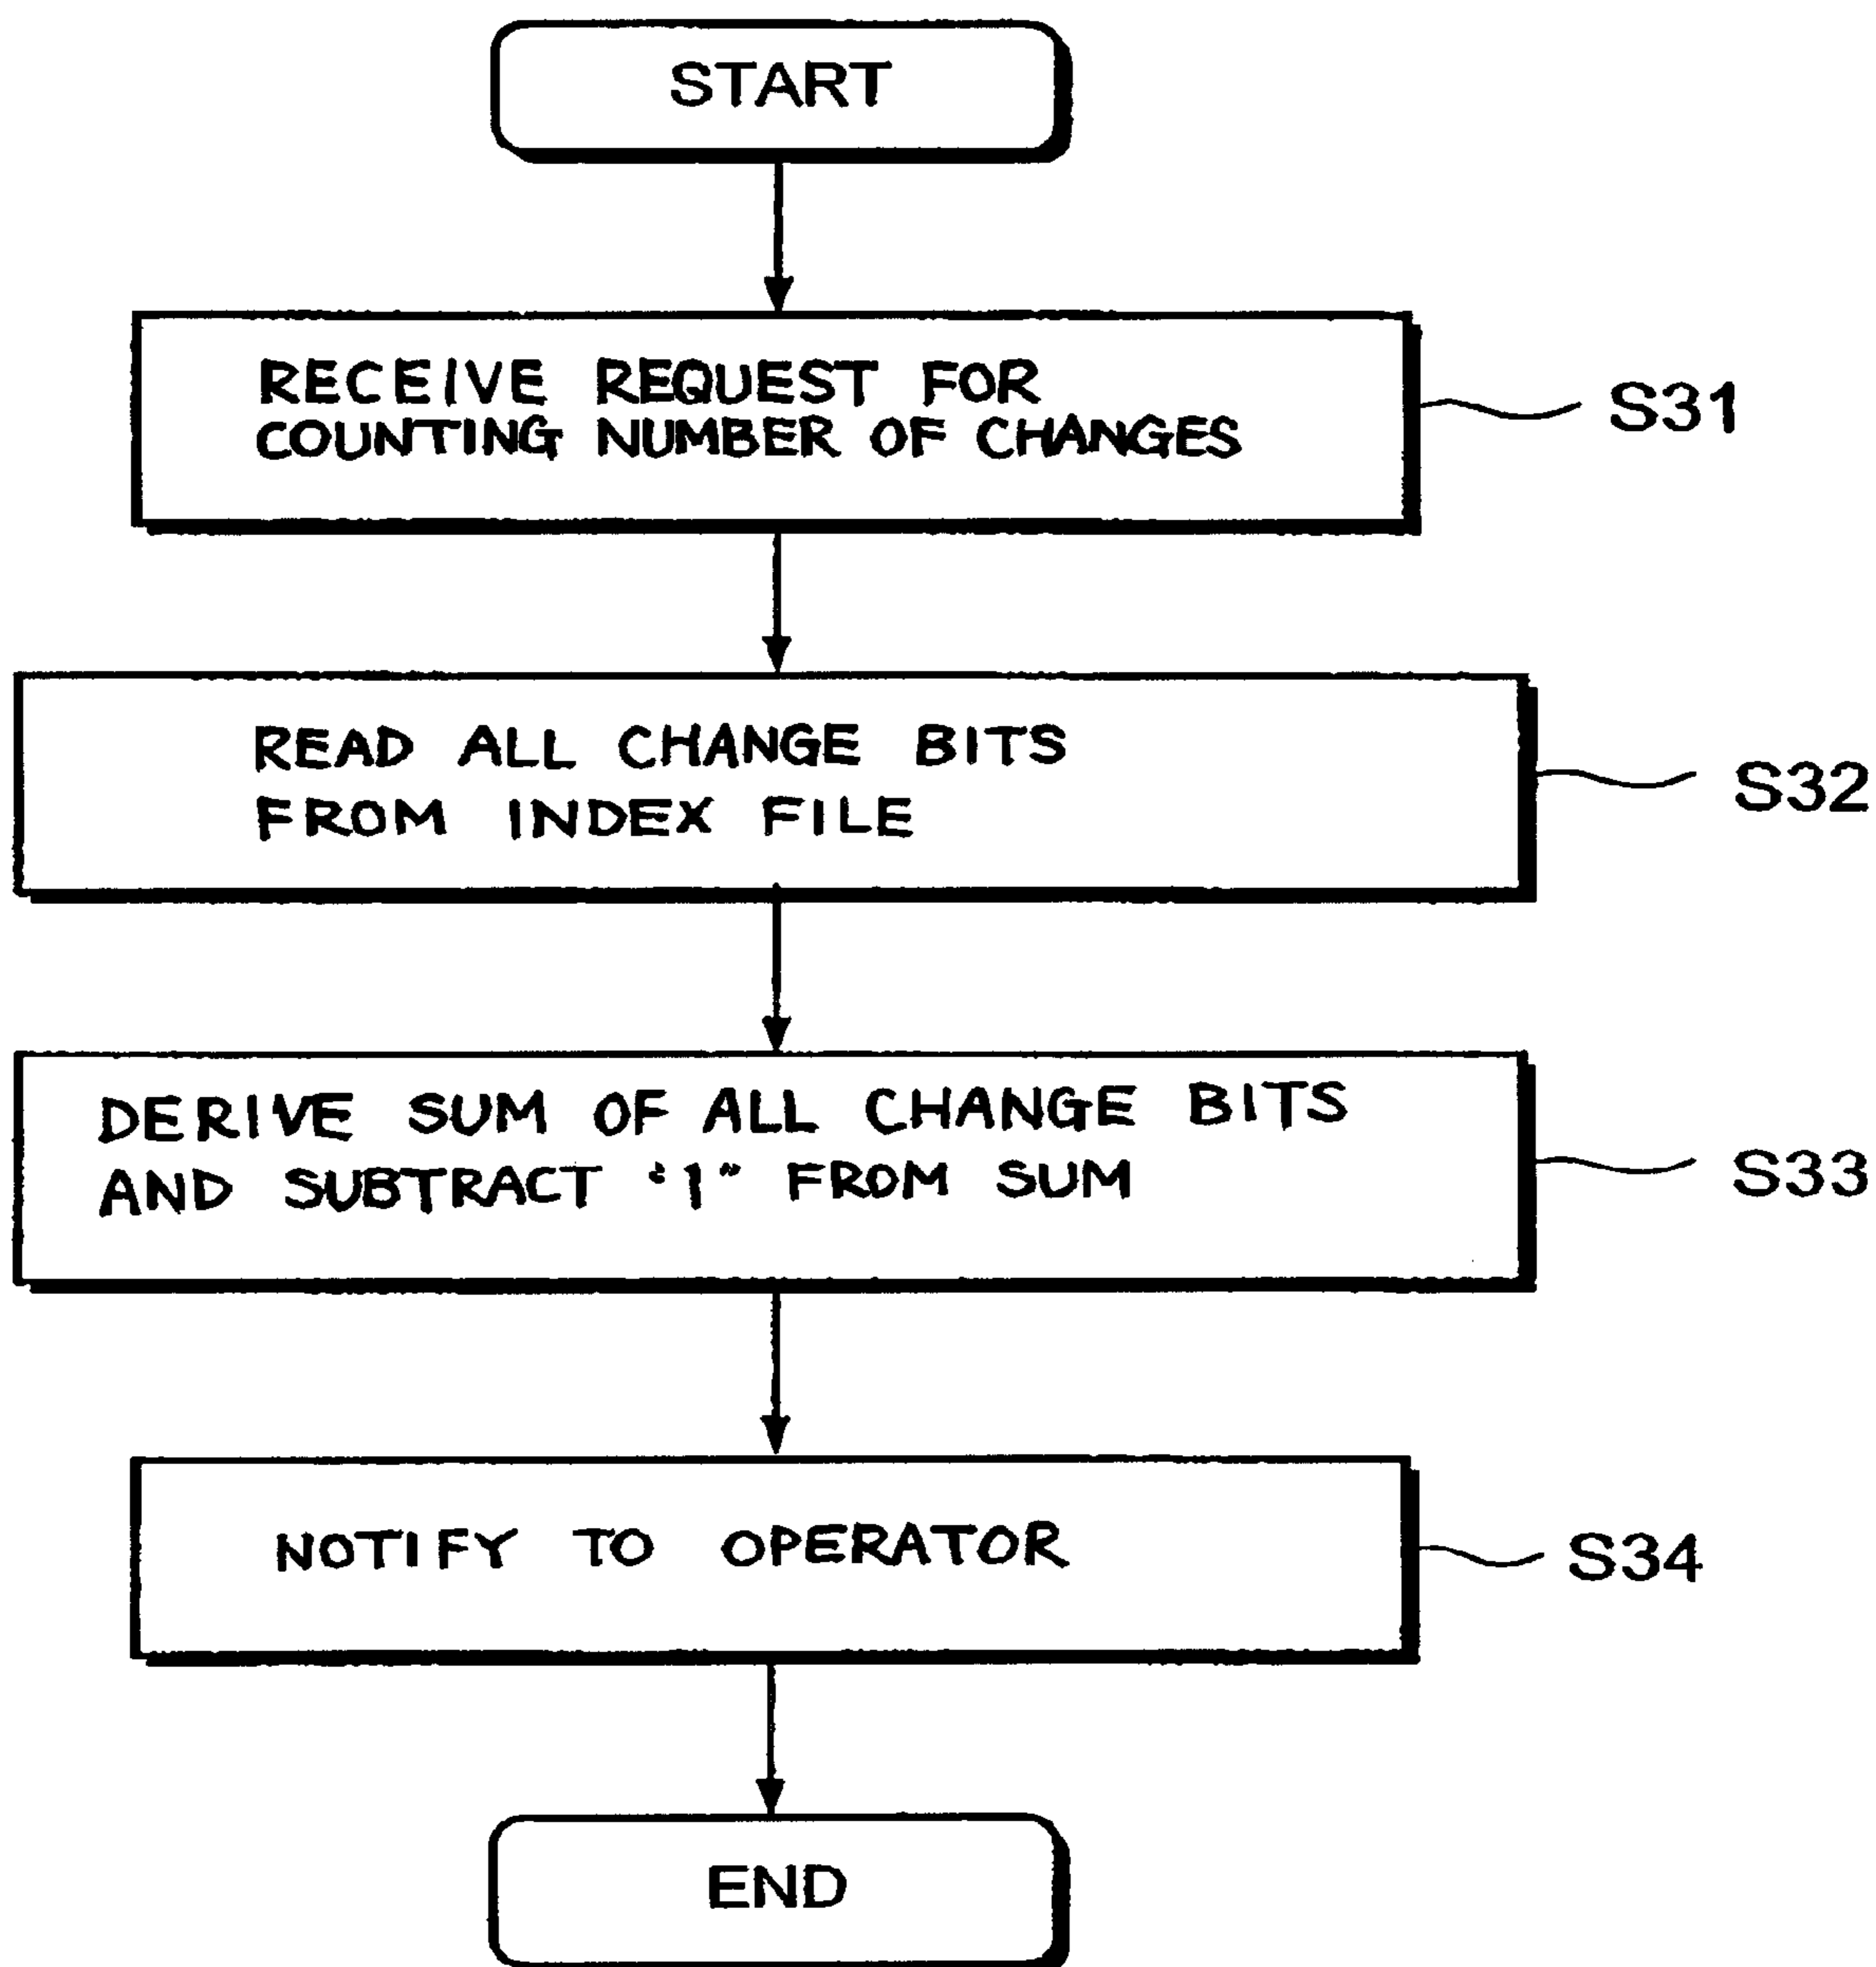 START
RECEIVE REQUEST FOR
COUNTING NUMBER OF CHANGES
S31
READ ALL CHANGE BITS
FROM INDEX FILE
S32
DERIVE SUM OF ALL CHANGE BITS
AND SUBTRACT "1" FROM SUM
S33
NOTIFY TO OPERATOR
S34
END